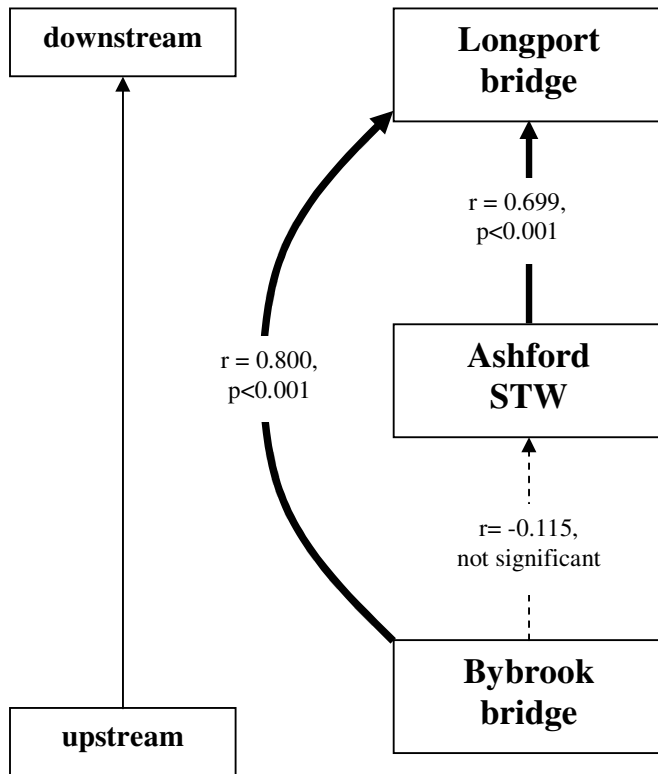 downstream
Longport
bridge
r = 0.699,
p<0.001
r = 0.800,
p<0.001
Ashford
STW
r= -0.115,
not significant
Bybrook
bridge
upstream